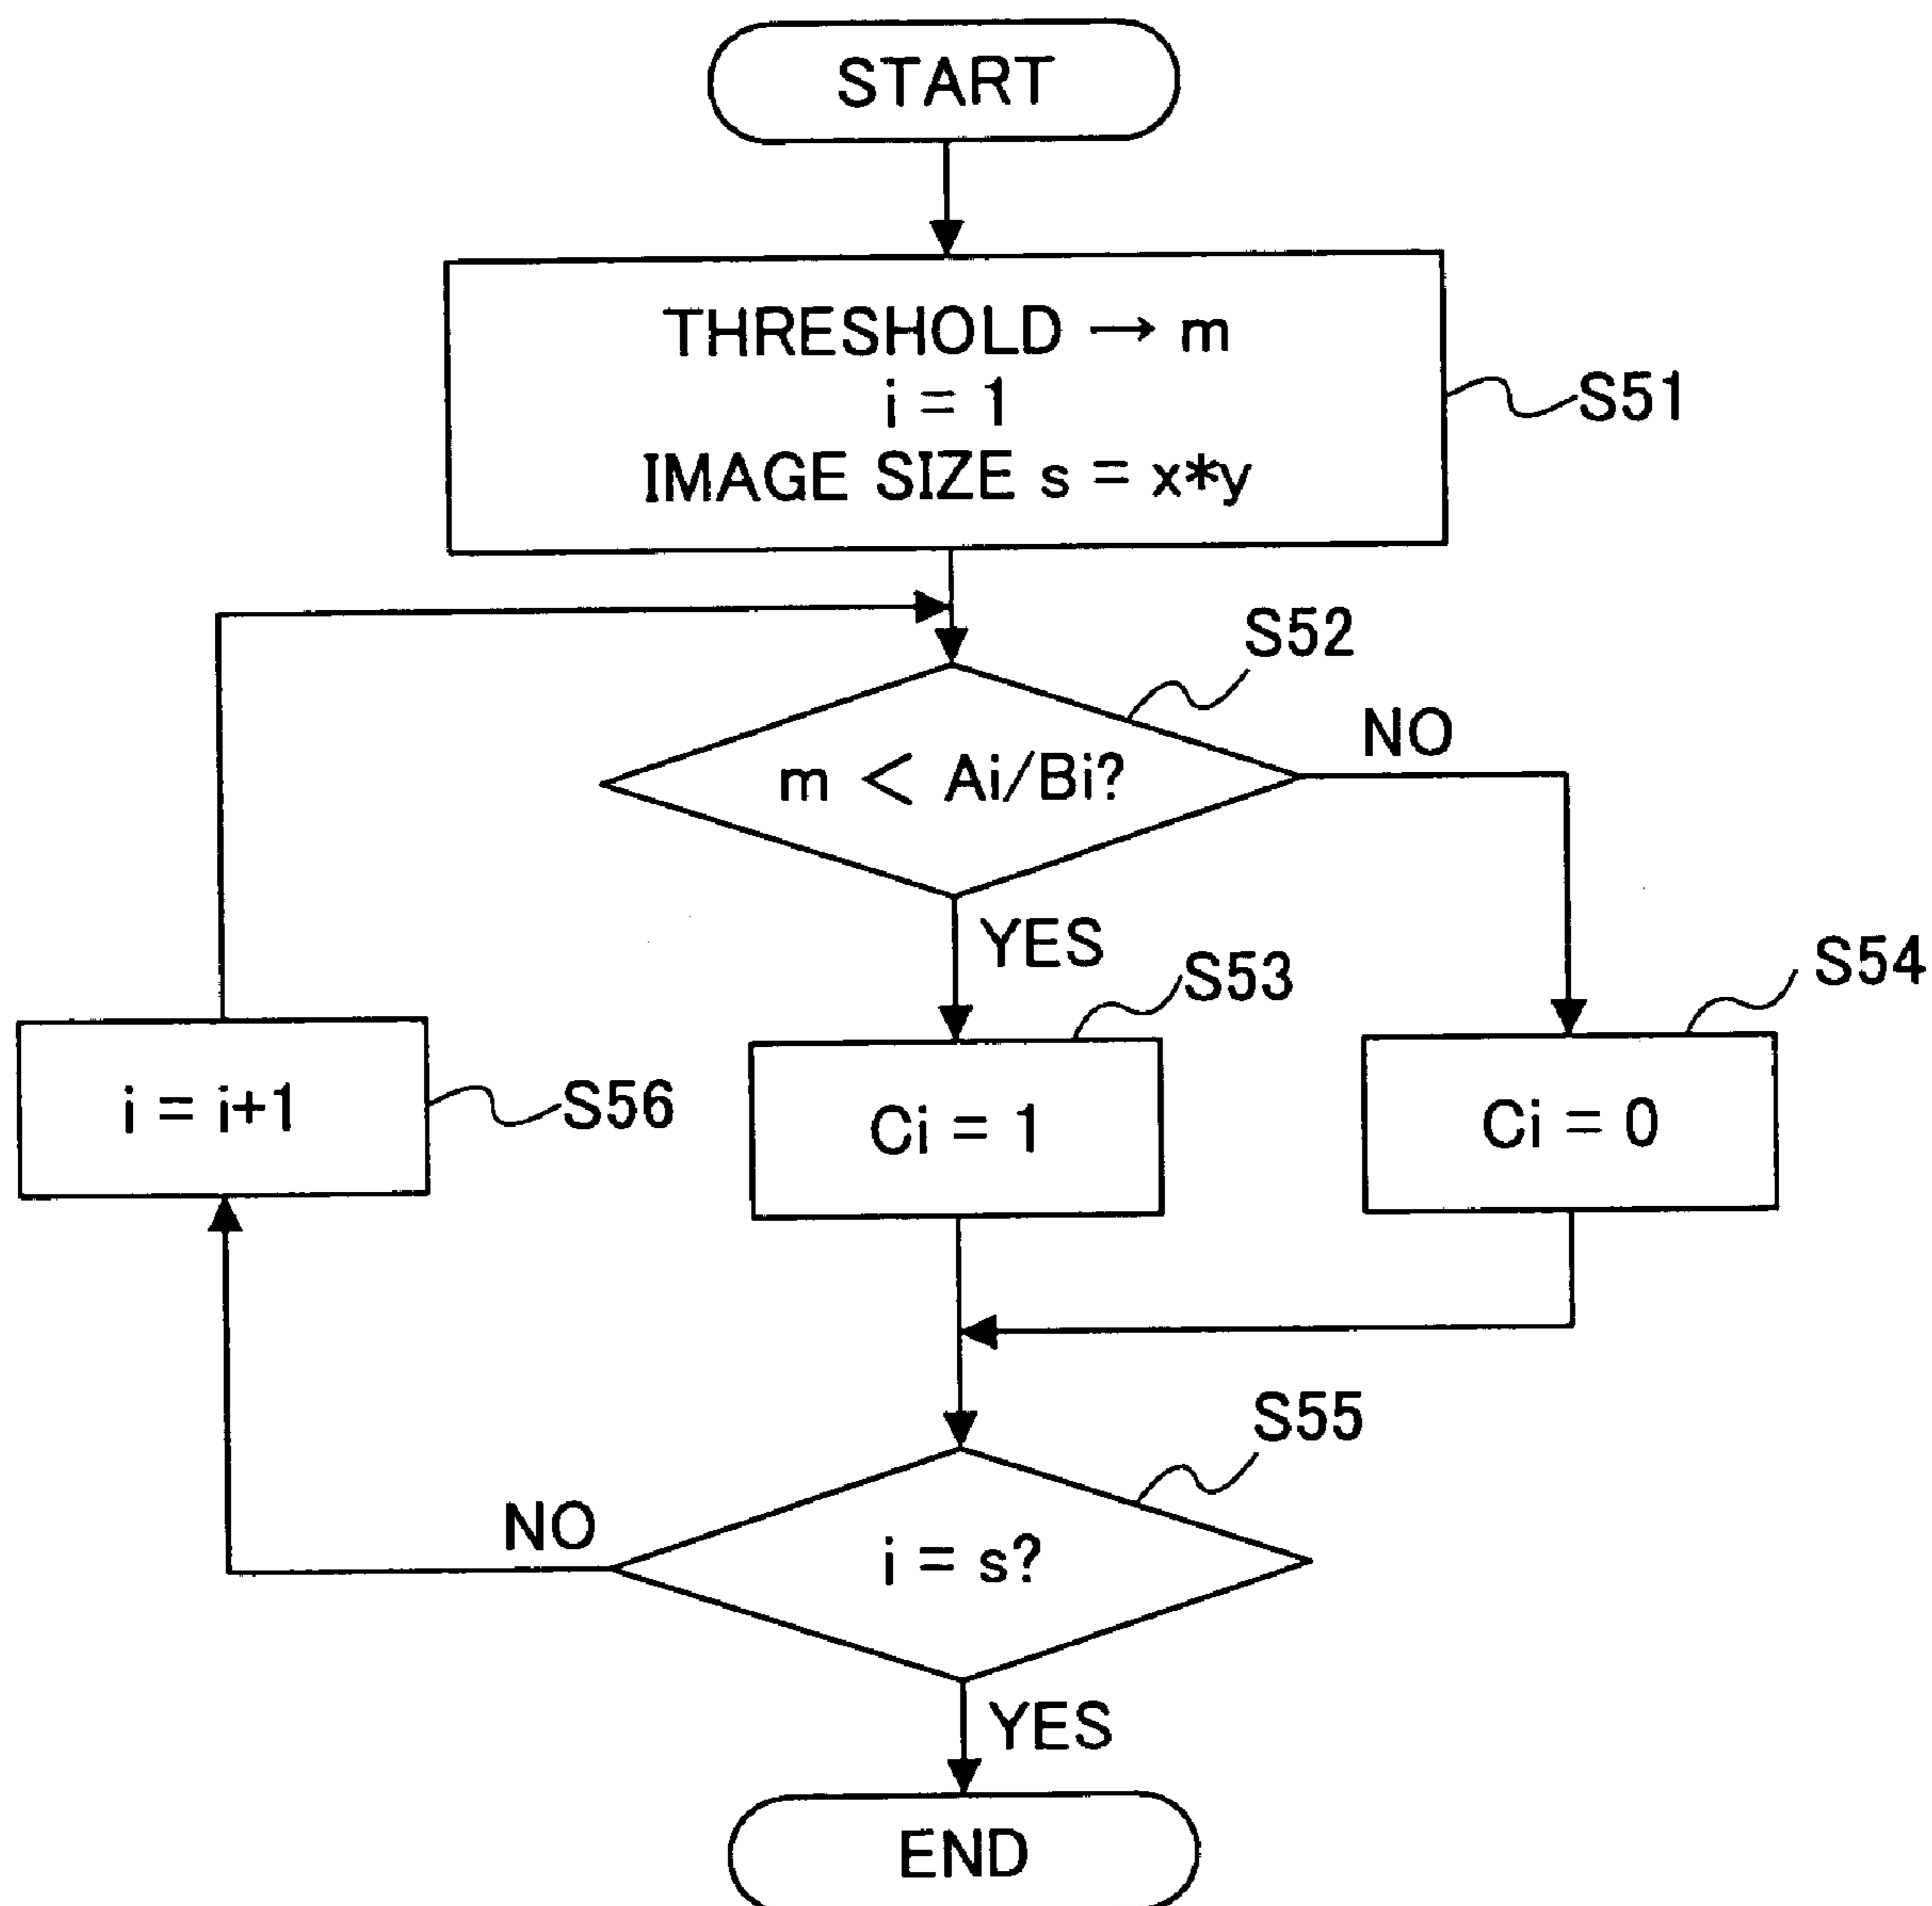 START
THRESHOLD → m
i = 1
IMAGE SIZE s = x*y
S51
S52
m < Ai/Bi?
NO
YES
S53
S54
i = i+1
S56
Ci = 1
Ci = 0
S55
NO
i = s?
YES
END